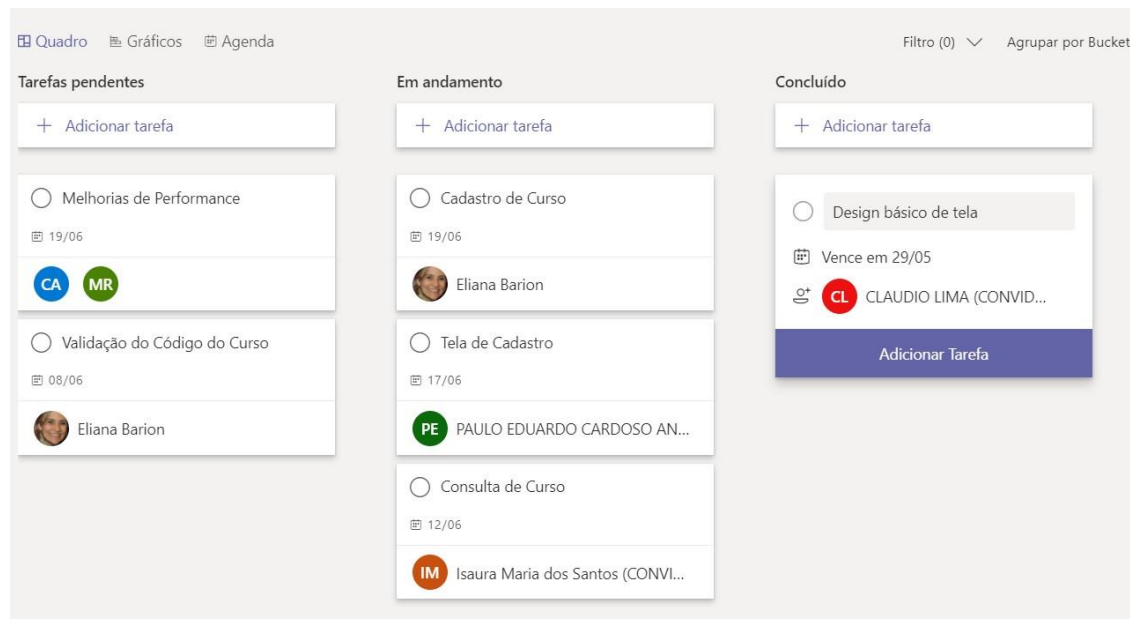 Quadro Gráficos Agenda
Filtro (0) Agrupar por Bucket
Tarefas pendentes
Adicionar tarefa
Melhorias de Performance
19/06
CA MR
Validação do Código do Curso
08/06
Eliana Barion
Em andamento
Adicionar tarefa
Cadastro de Curso
19/06
Eliana Barion
Tela de Cadastro
17/06
PE PAULO EDUARDO CARDOSO AN...
Consulta de Curso
12/06
IM Isaura Maria dos Santos (CONVI...
Concluído
Adicionar tarefa
Design básico de tela
Vence em 29/05
CL CLAUDIO LIMA (CONVID...
Adicionar Tarefa